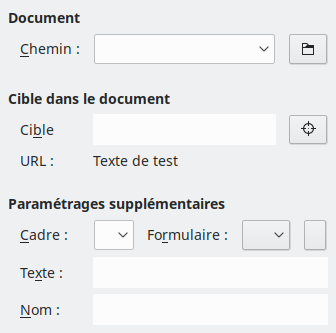 Document
Chemin :
Cible dans le document
Cible
URL : Texte de test
Paramétrages supplémentaires
Cadre : Formulaire :
Texte :
Nom :